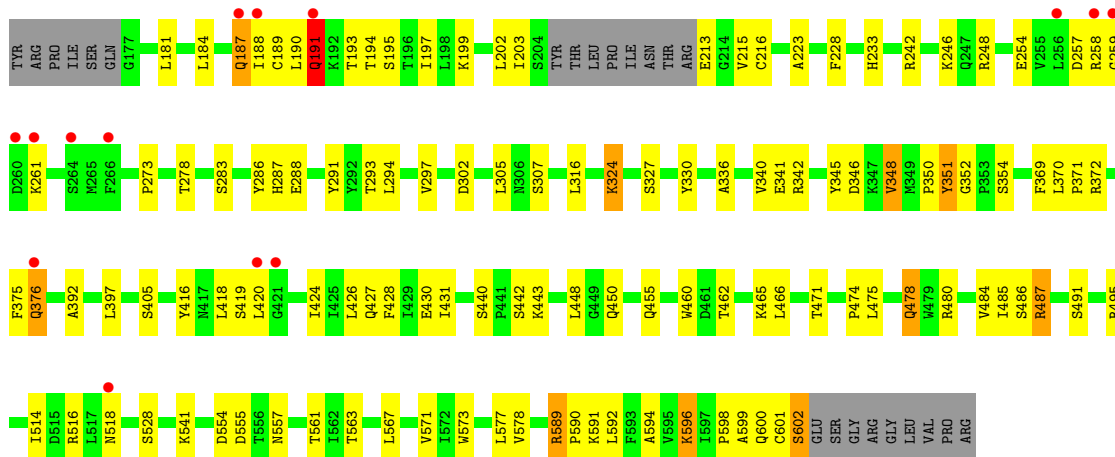 TYR ARG PRO ILE SER GLN G177 L181 L184 Q187 I188 C189 L190 Q191 K192 T193 T194 S195 T196 I197 L198 K199 L202 I203 S204 TYR THR LEU PRO ILE ASN THR ARG E213 G214 V215 C216 A223 F228 H233 R242 K246 Q247 R248 E254 V255 L256 D257 R258 C259
D260 K261 S264 M265 F266 P273 T278 S283 Y286 H287 E288 Y291 Y292 T293 L294 V297 D302 L305 N306 S307 L316 K324 S327 Y330 A336 V340 E341 R342 Y345 D346 K347 V348 M349 P350 Y351 G352 P353 S354 F369 L370 P371 R372
F375 Q376 A392 L397 S405 Y416 N417 L418 S419 L420 G421 I424 I425 L426 Q427 F428 I429 E430 I431 S440 P441 S442 K443 L448 G449 Q450 Q455 W460 D461 T462 K465 L466 T471 P474 L475 Q478 W479 R480 V484 I485 S486 R487 S491
I514 D515 R516 L517 N518 S528 K541 D554 D555 T556 N557 T561 I562 T563 L567 V571 I572 W573 L577 V578 R589 P590 K591 L592 F593 A594 V595 K596 I597 P598 A599 Q600 C601 S602 GLU SER GLY ARG GLY LEU VAL PRO ARG